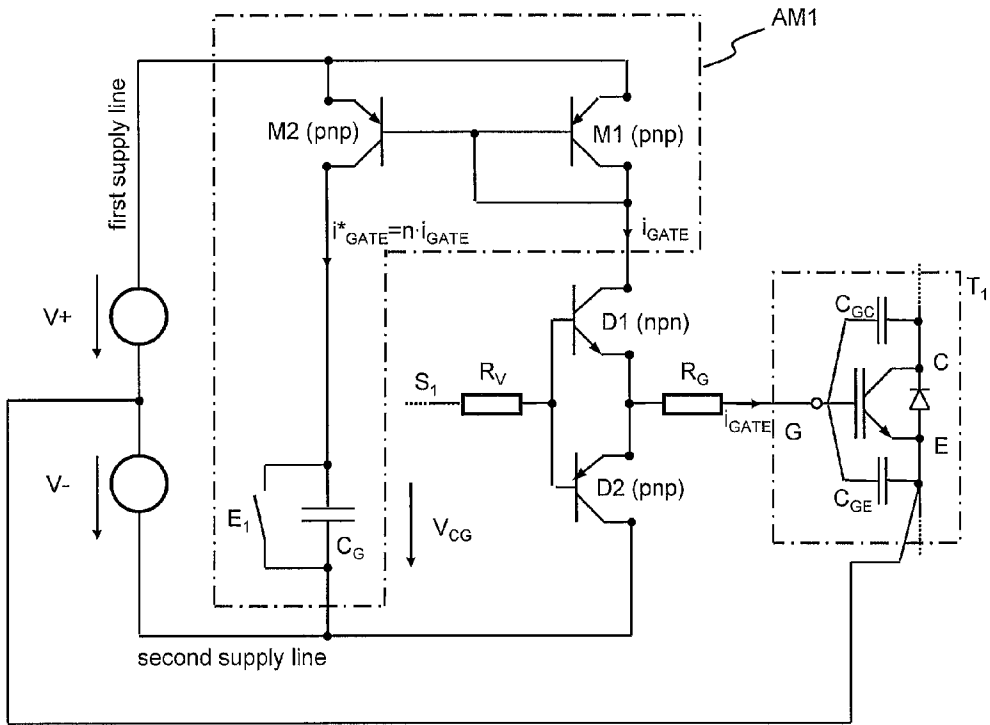 AM1
first supply line
M2 (pnp)
M1 (pnp)
i*GATE=n·iGATE
iGATE
V+
V-
D1 (npn)
S1
RV
RG
iGATE
G
D2 (pnp)
E1
CG
VCG
CGC
T1
C
E
CGE
second supply line